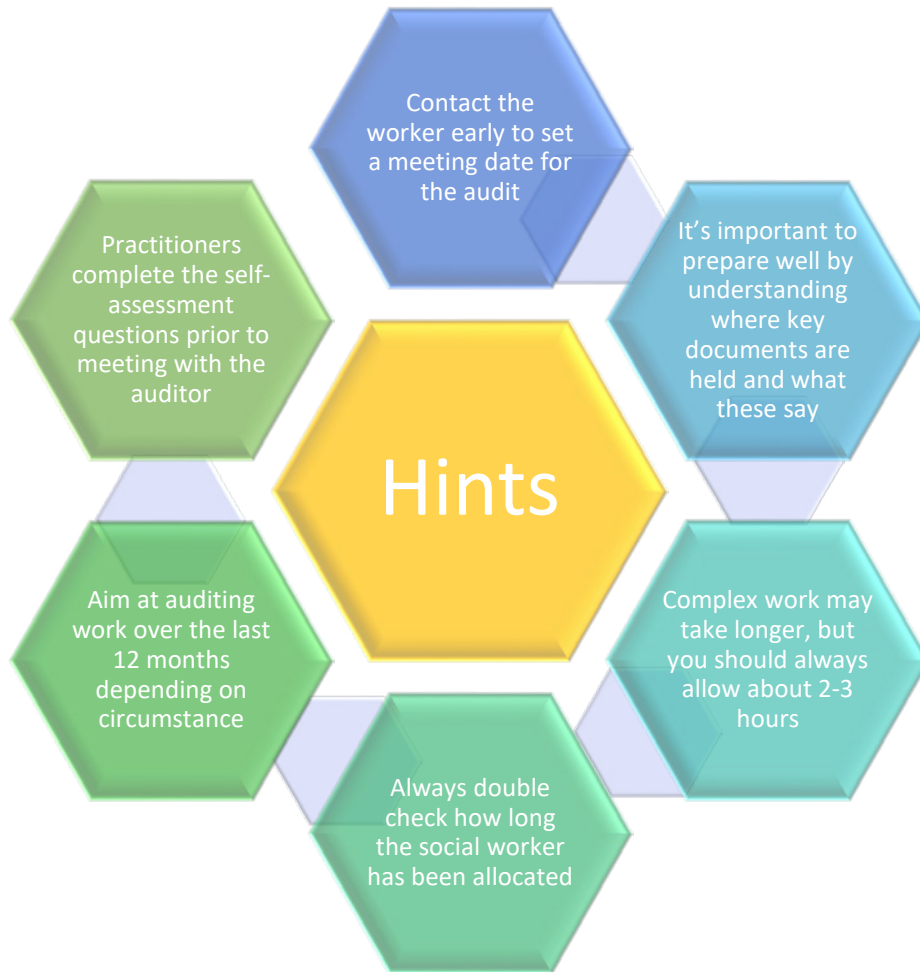 Contact the
worker early to set
a meeting date for
the audit
It’s important to
prepare well by
understanding
where key
documents are
held and what
these say
Complex work may
take longer, but
you should always
allow about 2-3
hours
Always double
check how long
the social worker
has been allocated
Aim at auditing
work over the last
12 months
depending on
circumstance
Practitioners
complete the self-
assessment
questions prior to
meeting with the
auditor
Hints